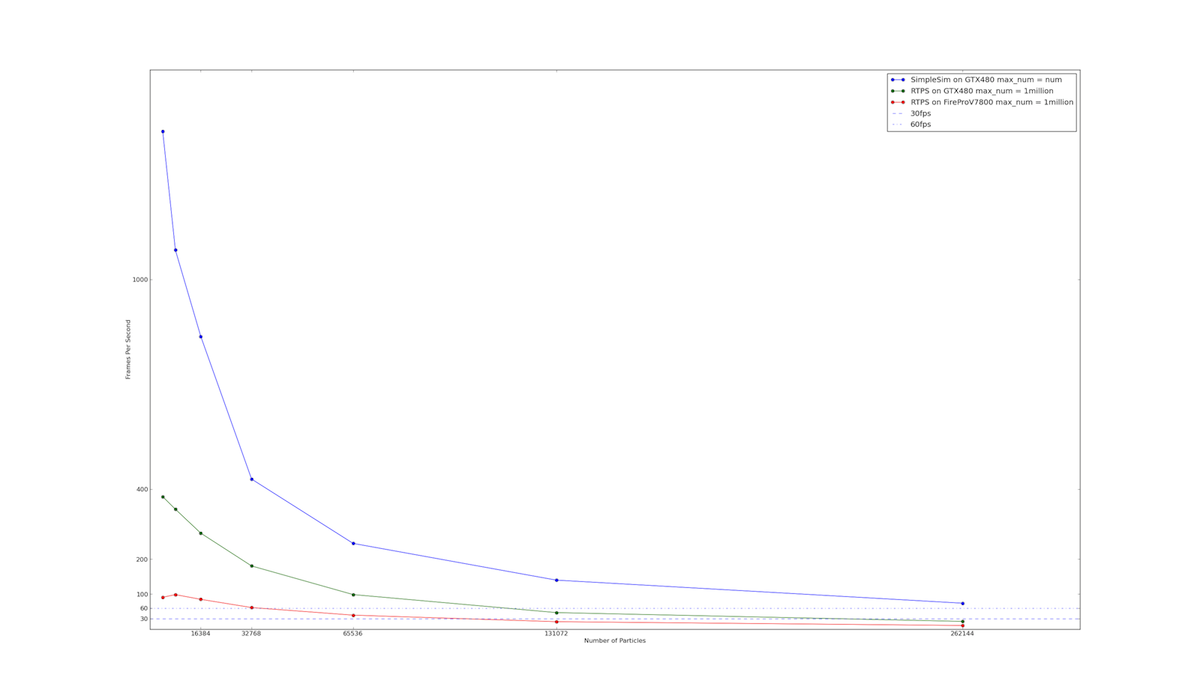 SimpleSim on GTX480 max_num = num
RTPS on GTX480 max_num = 1million
RTPS on FireProV7800 max_num = 1million
30fps
60fps
1000
400
200
100
60
30
Frames Per Second
16384
32768
65536
131072
262144
Number of Particles